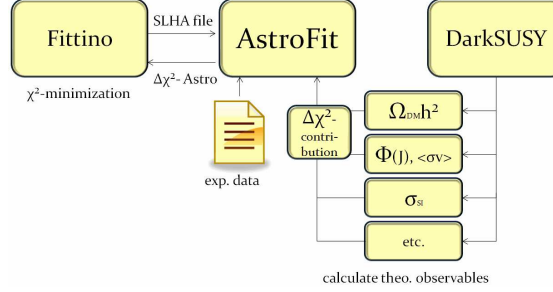 Fittino
SLHA file
AstroFit
DarkSUSY
Δχ²- Astro
χ²-minimization
exp. data
Δχ²-
contri-
bution
Ω_DM h²
Φ(J), <σv>
σ_SI
etc.
calculate theo. observables